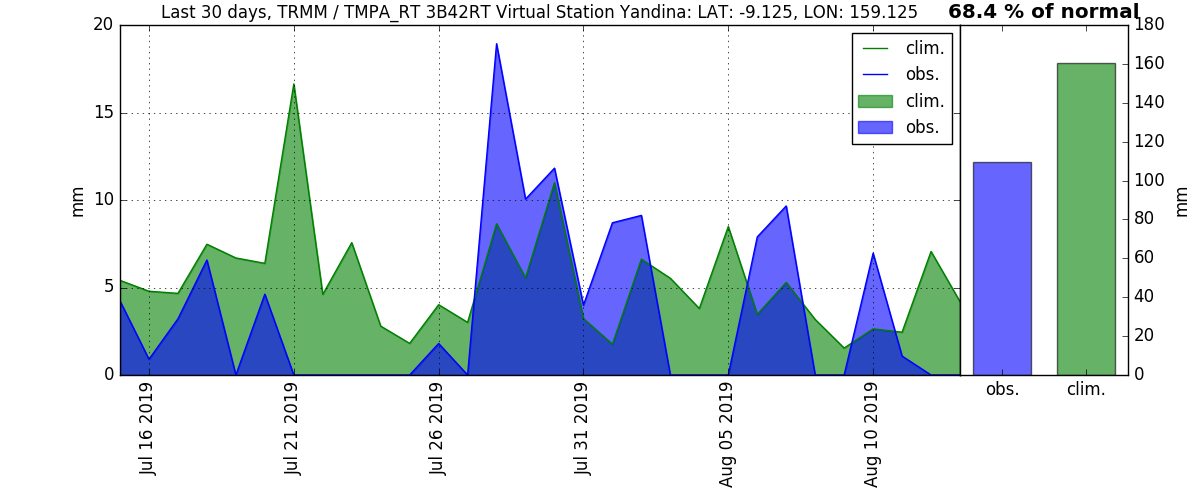 Last 30 days, TRMM / TMPA_RT 3B42RT Virtual Station Yandina: LAT: -9.125, LON: 159.125
68.4 % of normal
20
15
10
5
0
mm
clim.
obs.
clim.
obs.
180
160
140
120
100
80
60
40
20
0
mm
Jul 16 2019
Jul 21 2019
Jul 26 2019
Jul 31 2019
Aug 05 2019
Aug 10 2019
obs.
clim.